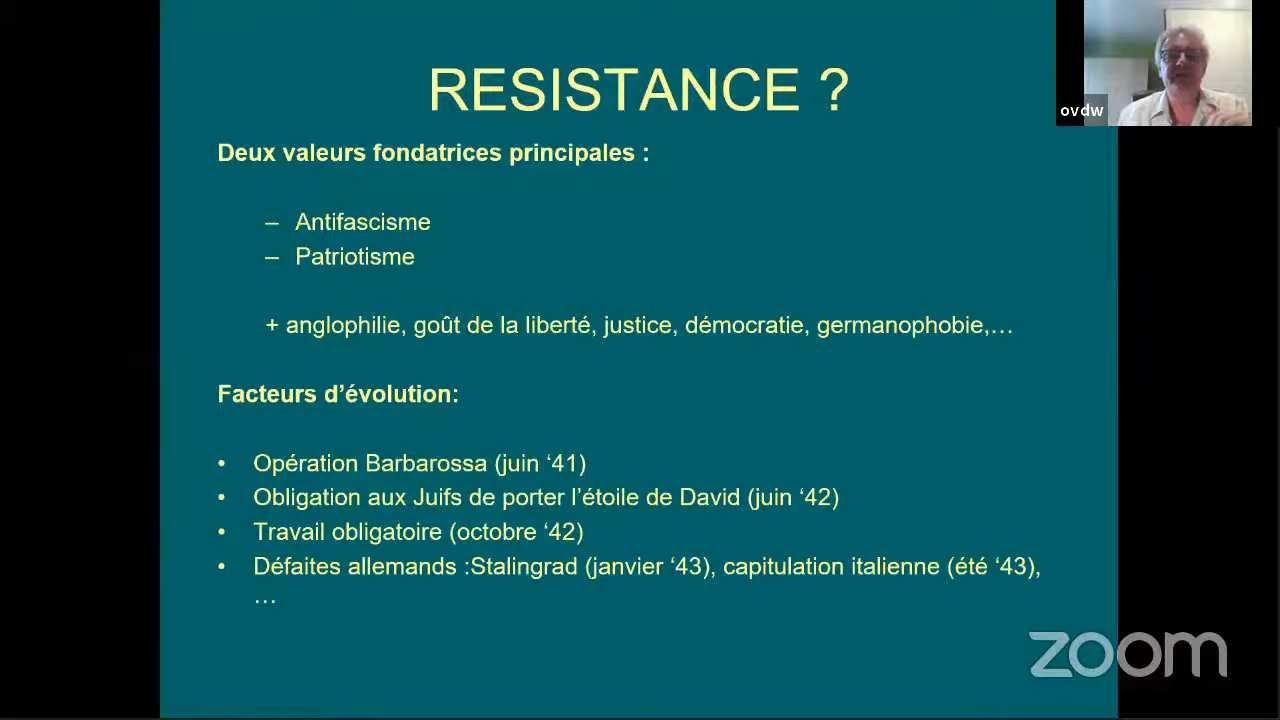 RESISTANCE ?
ovdw
Deux valeurs fondatrices principales :
– Antifascisme
– Patriotisme
+ anglophilie, goût de la liberté, justice, démocratie, germanophobie,…
Facteurs d’évolution:
• Opération Barbarossa (juin ‘41)
• Obligation aux Juifs de porter l’étoile de David (juin ‘42)
• Travail obligatoire (octobre ‘42)
• Défaites allemands :Stalingrad (janvier ‘43), capitulation italienne (été ‘43),
…
zoom